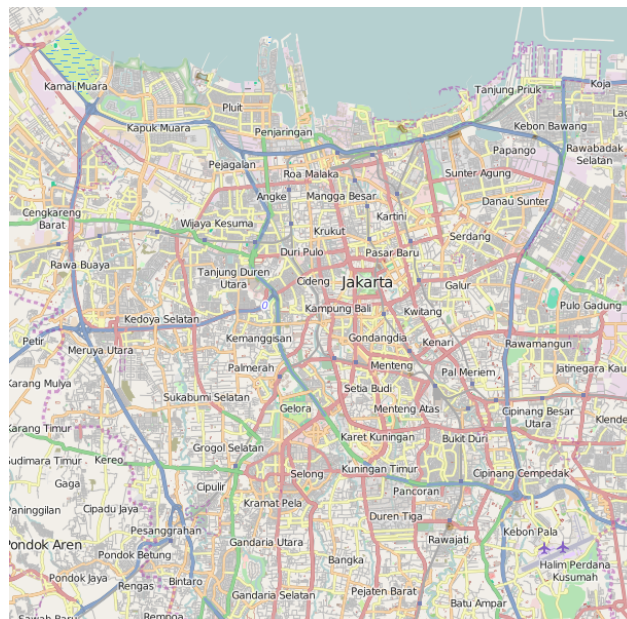 Kamal Muara
Pluit
Tanjung Priuk
Koja
Kapuk Muara
Penjaringan
Kebon Bawang
Pejagalan
Papango
Rawabadak
Selatan
Roa Malaka
Sunter Agung
Angke
Mangga Besar
Danau Sunter
Cengkareng
Barat
Wijaya Kesuma
Kartini
Krukut
Serdang
Rawa Buaya
Duri Pulo
Pasar Baru
Tanjung Duren
Utara
Cideng
Jakarta
Galur
Pulo Gadung
Kedoya Selatan
Kampung Bali
Kwitang
Petir
Meruya Utara
Kemanggisan
Gondangdia
Kenari
Rawamangun
Palmerah
Menteng
Pal Meriem
Jatinegara Kau
Karang Mulya
Sukabumi Selatan
Setia Budi
Gelora
Menteng Atas
Cipinang Besar
Utara
Klende
Karang Timur
Grogol Selatan
Karet Kuningan
Bukit Duri
Sudimara Timur
Kereo
Selong
Kuningan Timur
Cipinang Cempedak
Gaga
Cipulir
Pancoran
Paninggilan
Cipadu Jaya
Kramat Pela
Duren Tiga
Pesanggrahan
Gandaria Utara
Rawajati
Kebon Pala
Pondok Aren
Pondok Betung
Bangka
Halim Perdana
Kusumah
Pondok Jaya
Rengas
Bintaro
Gandaria Selatan
Pejaten Barat
Batu Ampar
Sawah Baru
Rempoa